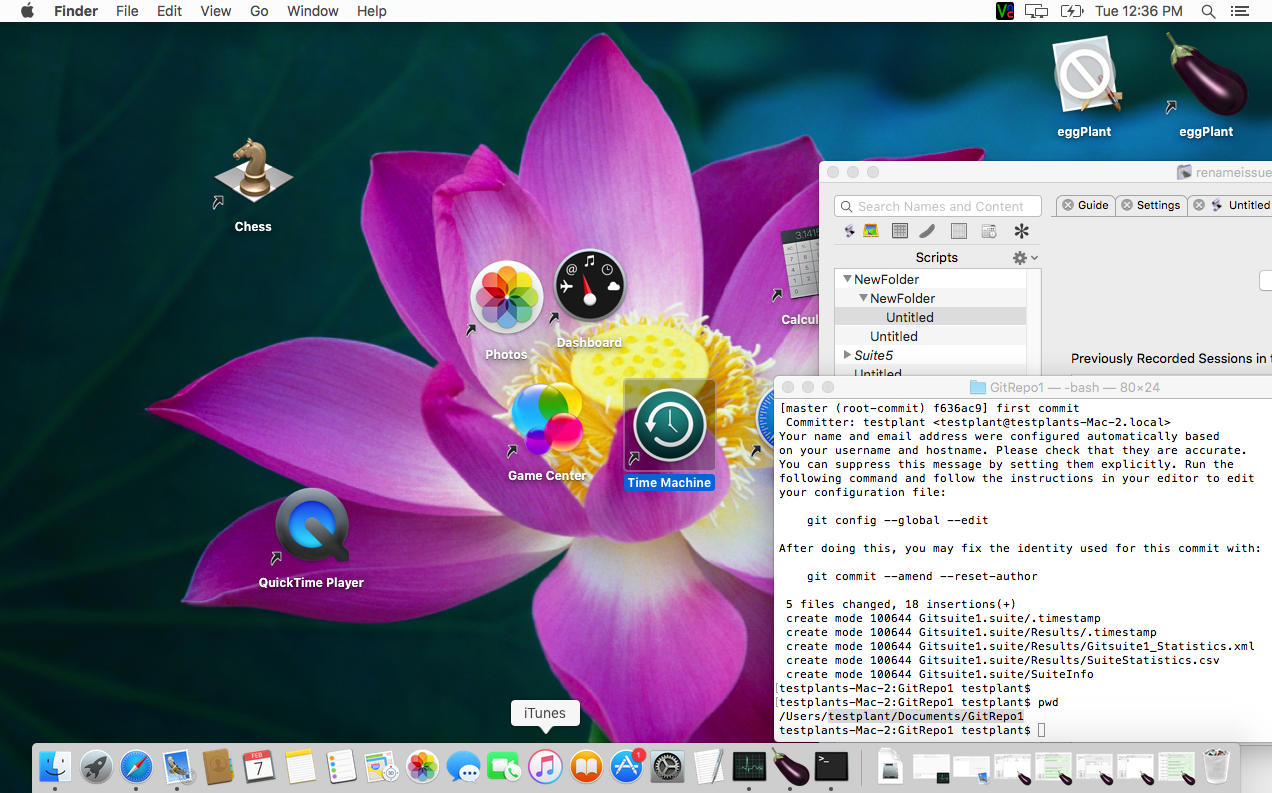 Finder File Edit View Go Window Help Tue 12:36 PM
eggPlant
eggPlant
Chess
Photos
Dashboard
Game Center
Time Machine
QuickTime Player
3.1415
Calcul
renameissue
Search Names and Content
Guide
Settings
Untitled
Scripts
NewFolder
NewFolder
Untitled
Untitled
Suite5
Untitled
Previously Recorded Sessions in t
GitRepo1 — -bash — 80×24
[master (root-commit) f636ac9] first commit
Committer: testplant <testplant@testplants-Mac-2.local>
Your name and email address were configured automatically based
on your username and hostname. Please check that they are accurate.
You can suppress this message by setting them explicitly. Run the
following command and follow the instructions in your editor to edit
your configuration file:
git config --global --edit
After doing this, you may fix the identity used for this commit with:
git commit --amend --reset-author
5 files changed, 18 insertions(+)
create mode 100644 Gitsuite1.suite/.timestamp
create mode 100644 Gitsuite1.suite/Results/.timestamp
create mode 100644 Gitsuite1.suite/Results/Gitsuite1_Statistics.xml
create mode 100644 Gitsuite1.suite/Results/SuiteStatistics.csv
create mode 100644 Gitsuite1.suite/SuiteInfo
[testplants-Mac-2:GitRepo1 testplant$
[testplants-Mac-2:GitRepo1 testplant$ pwd
/Users/testplant/Documents/GitRepo1
testplants-Mac-2:GitRepo1 testplant$
iTunes
FEB
7
1